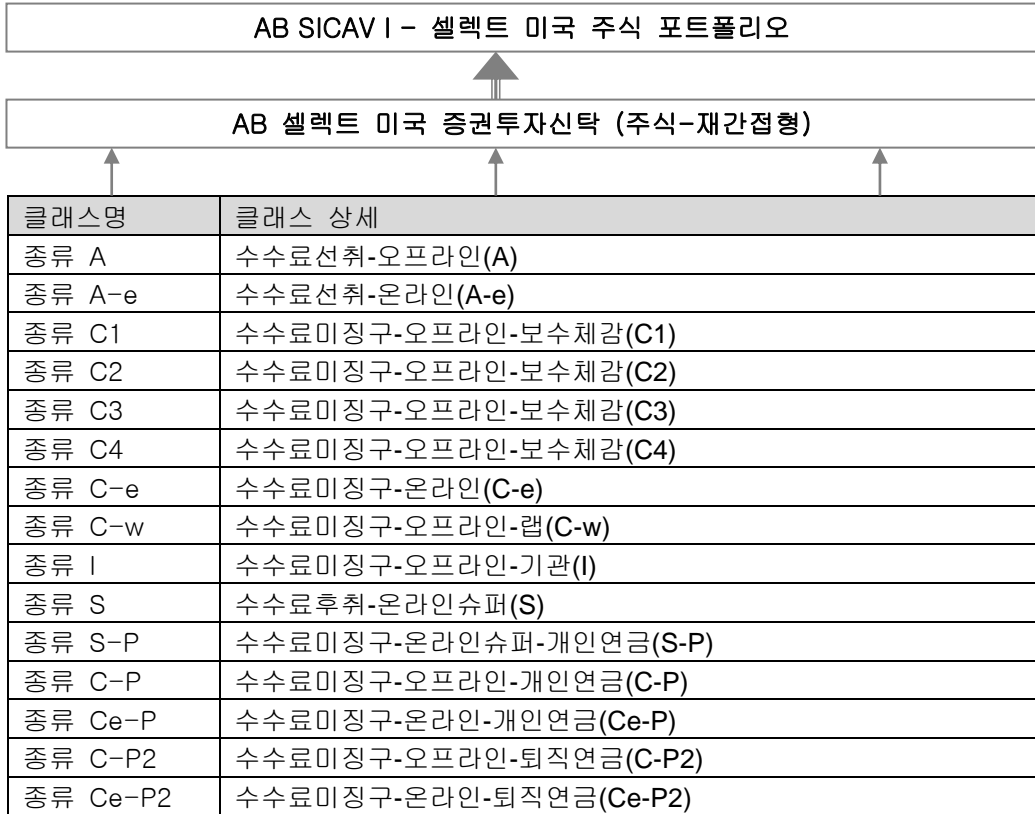 AB SICAV I - 셀렉트 미국 주식 포트폴리오
AB 셀렉트 미국 증권투자신탁 (주식-재간접형)
클래스명 클래스 상세
종류 A 수수료선취-오프라인(A)
종류 A-e 수수료선취-온라인(A-e)
종류 C1 수수료미징구-오프라인-보수체감(C1)
종류 C2 수수료미징구-오프라인-보수체감(C2)
종류 C3 수수료미징구-오프라인-보수체감(C3)
종류 C4 수수료미징구-오프라인-보수체감(C4)
종류 C-e 수수료미징구-온라인(C-e)
종류 C-w 수수료미징구-오프라인-랩(C-w)
종류 I 수수료미징구-오프라인-기관(I)
종류 S 수수료후취-온라인슈퍼(S)
종류 S-P 수수료미징구-온라인슈퍼-개인연금(S-P)
종류 C-P 수수료미징구-오프라인-개인연금(C-P)
종류 Ce-P 수수료미징구-온라인-개인연금(Ce-P)
종류 C-P2 수수료미징구-오프라인-퇴직연금(C-P2)
종류 Ce-P2 수수료미징구-온라인-퇴직연금(Ce-P2)